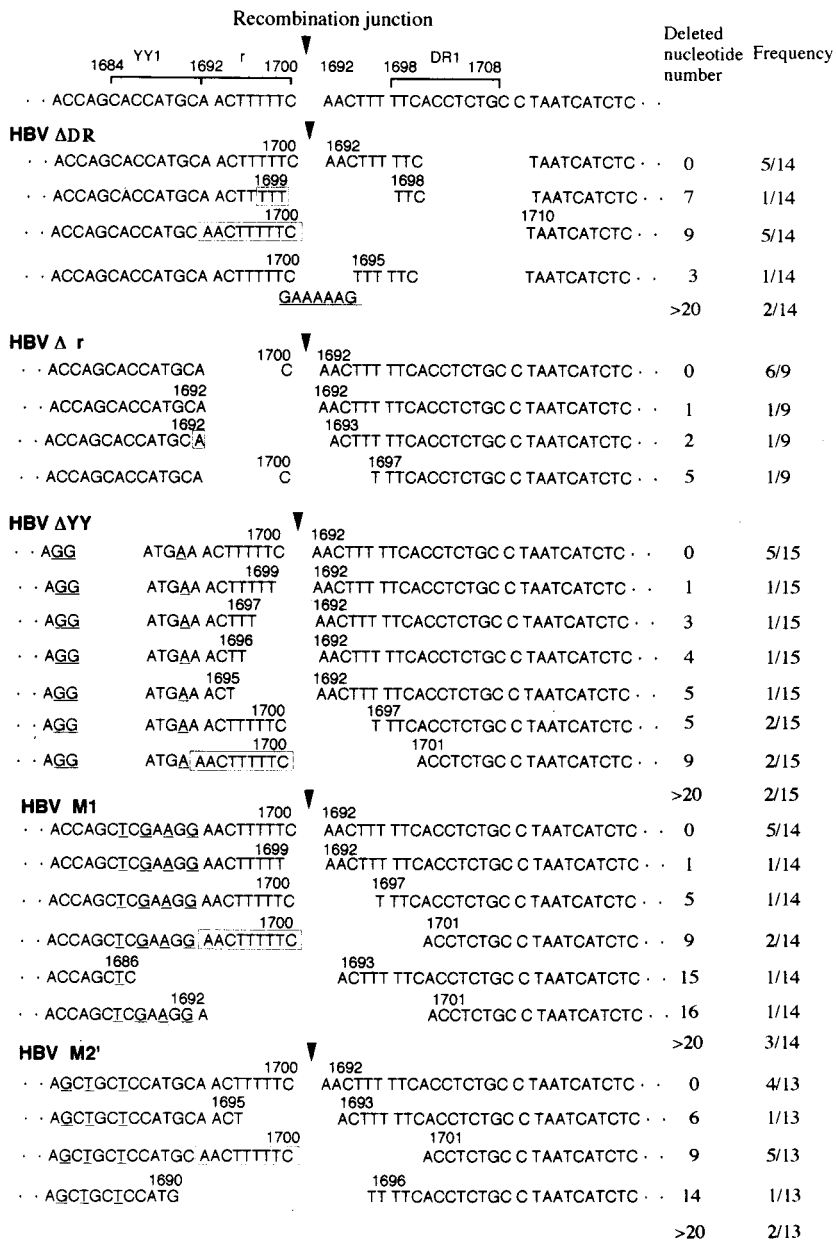 Recombination junction
Deleted nucleotide number Frequency
YY1 r DR1
1684 1692 1700 1692 1698 1708
· · ACCAGCACCATGCA ACTTTTTC AACTTT TTCACCTCTGC C TAATCATCTC · ·
HBV ΔDR
1700 1692
· · ACCAGCACCATGCAACTTTTTC AACTTT TTC TAATCATCTC · · 0 5/14
1699 1698
· · ACCAGCACCATGCAACTTTTT TTC TAATCATCTC · · 7 1/14
1700 1710
· · ACCAGCACCATGC AACTTTTTC TAATCATCTC · · 9 5/14
1700 1695
· · ACCAGCACCATGCAACTTTTTC TTT TTC TAATCATCTC · · 3 1/14
GAAAAAG
>20 2/14
HBV Δ r
1700 1692
· · ACCAGCACCATGCA C AACTTT TTCACCTCTGC C TAATCATCTC · · 0 6/9
1692 1692
· · ACCAGCACCATGCA AACTTT TTCACCTCTGC C TAATCATCTC · · 1 1/9
1692 1693
· · ACCAGCACCATGCA ACTTT TTCACCTCTGC C TAATCATCTC · · 2 1/9
1700 1697
· · ACCAGCACCATGCA C T TTCACCTCTGC C TAATCATCTC · · 5 1/9
HBV ΔYY
1700 1692
· · AGG ATGAA ACTTTTTC AACTTT TTCACCTCTGC C TAATCATCTC · · 0 5/15
1699 1692
· · AGG ATGAA ACTTTTT AACTTT TTCACCTCTGC C TAATCATCTC · · 1 1/15
1697 1692
· · AGG ATGAA ACTTT AACTTT TTCACCTCTGC C TAATCATCTC · · 3 1/15
1696 1692
· · AGG ATGAA ACTT AACTTT TTCACCTCTGC C TAATCATCTC · · 4 1/15
1695 1692
· · AGG ATGAA ACT AACTTT TTCACCTCTGC C TAATCATCTC · · 5 1/15
1700 1697
· · AGG ATGAA ACTTTTTC T TTCACCTCTGC C TAATCATCTC · · 5 2/15
1700 1701
· · AGG ATGA AACTTTTTC ACCTCTGC C TAATCATCTC · · 9 2/15
>20 2/15
HBV M1
1700 1692
· · ACCAGCTCGAAGG AACTTTTTC AACTTT TTCACCTCTGC C TAATCATCTC · · 0 5/14
1699 1692
· · ACCAGCTCGAAGG AACTTTTT AACTTT TTCACCTCTGC C TAATCATCTC · · 1 1/14
1700 1697
· · ACCAGCTCGAAGG AACTTTTTC T TTCACCTCTGC C TAATCATCTC · · 5 1/14
1700 1701
· · ACCAGCTCGAAGG AACTTTTTC ACCTCTGC C TAATCATCTC · · 9 2/14
1686 1693
· · ACCAGCTC ACTTT TTCACCTCTGC C TAATCATCTC · · 15 1/14
1692 1701
· · ACCAGCTCGAAGG A ACCTCTGC C TAATCATCTC · · 16 1/14
>20 3/14
HBV M2'
1700 1692
· · AGCTGCTCCATGCA ACTTTTTC AACTTT TTCACCTCTGC C TAATCATCTC · · 0 4/13
1695 1693
· · AGCTGCTCCATGCA ACT ACTTT TTCACCTCTGC C TAATCATCTC · · 6 1/13
1700 1701
· · AGCTGCTCCATGC AACTTTTTC ACCTCTGC C TAATCATCTC · · 9 5/13
1690 1696
· · AGCTGCTCCATG TT TTCACCTCTGC C TAATCATCTC · · 14 1/13
>20 2/13